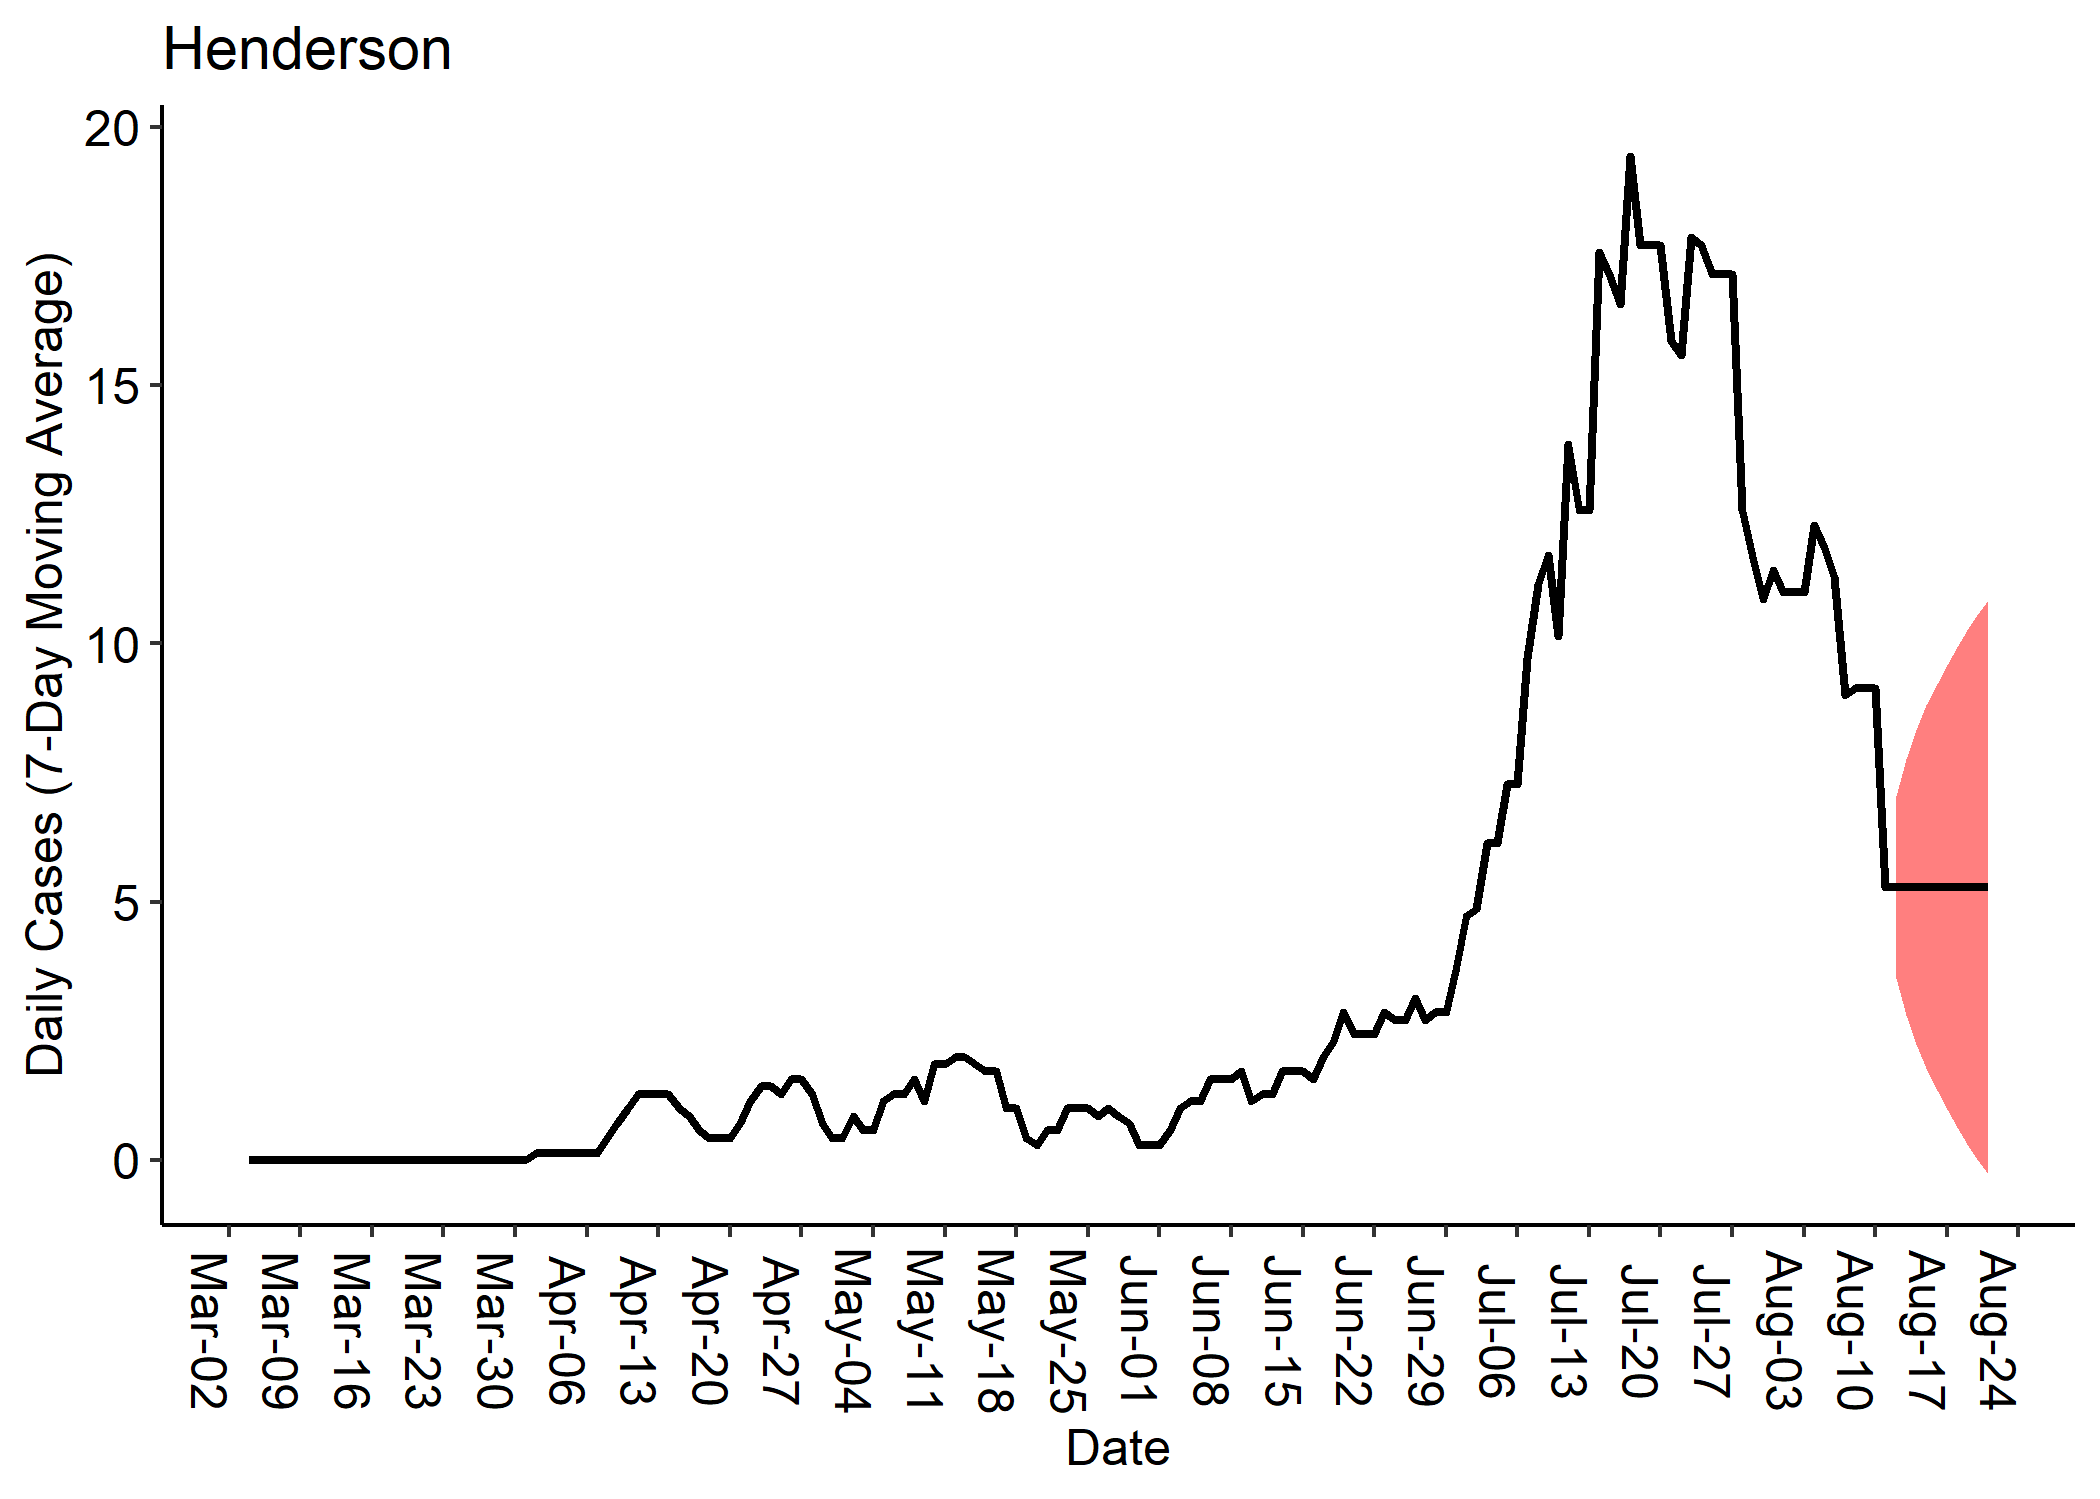 Henderson
Daily Cases (7-Day Moving Average)
20
15
10
5
0
Mar-02
Mar-09
Mar-16
Mar-23
Mar-30
Apr-06
Apr-13
Apr-20
Apr-27
May-04
May-11
May-18
May-25
Jun-01
Jun-08
Jun-15
Jun-22
Jun-29
Jul-06
Jul-13
Jul-20
Jul-27
Aug-03
Aug-10
Aug-17
Aug-24
Date